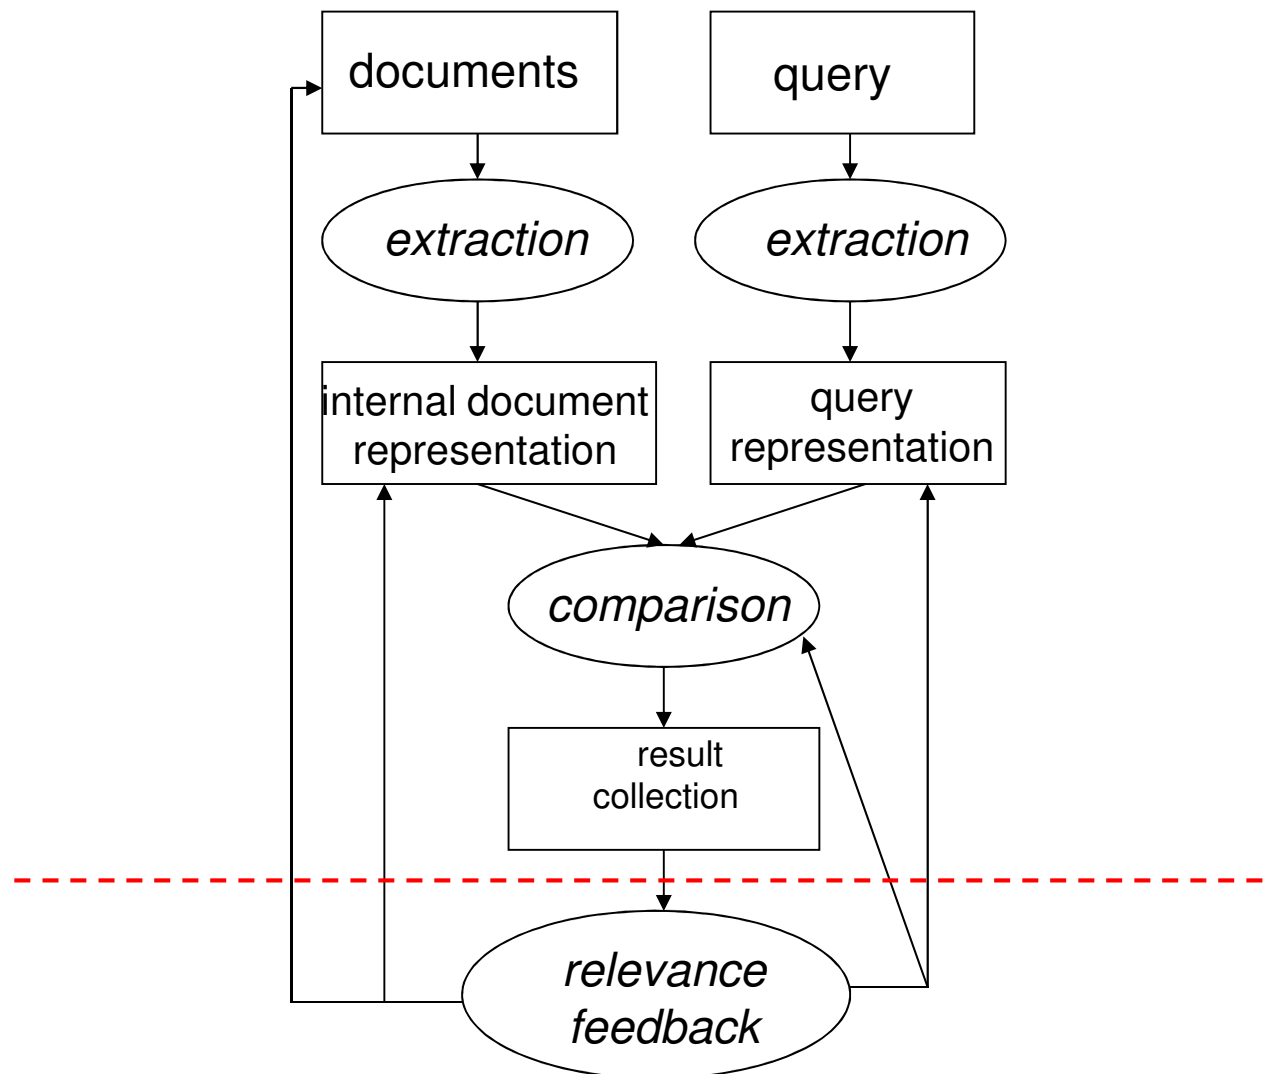 documents
query
extraction
extraction
internal document
representation
query
representation
comparison
result
collection
relevance
feedback